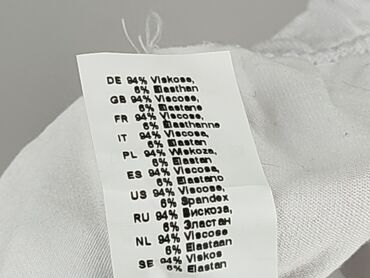 DE 94% Viskose,
6% Elasthan
GB 94% Viscose,
6% Elastane
FR 94% Viscose,
6% Elasthanne
IT 94% Viscosa,
6% Elastan
PL 94% Wiskoza,
6% Elastan
ES 94% Viscosa,
6% Elastano
US 94% Viscose,
6% Spandex
RU 94% Вискоза,
6% Эластан
NL 94% Viscose
6% Elastaan
SE 94% Viskos
6% Elastan